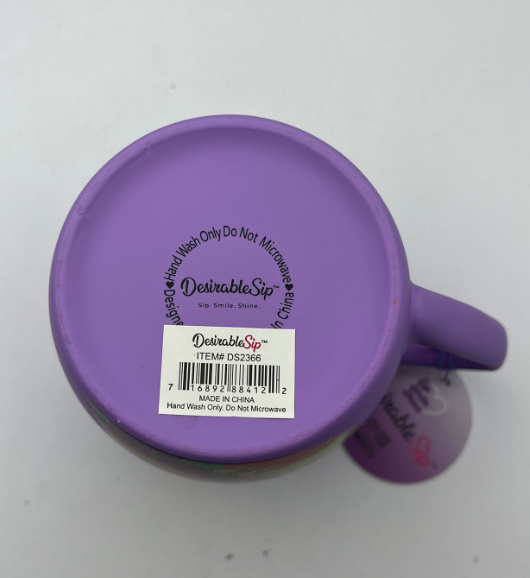 Hand Wash Only Do Not Microwave
DesirableSip™
Sip. Smile. Shine.
In China
DesirableSip™
ITEM# DS2366
7 16892 88412 2
MADE IN CHINA
Hand Wash Only. Do Not Microwave
Sip